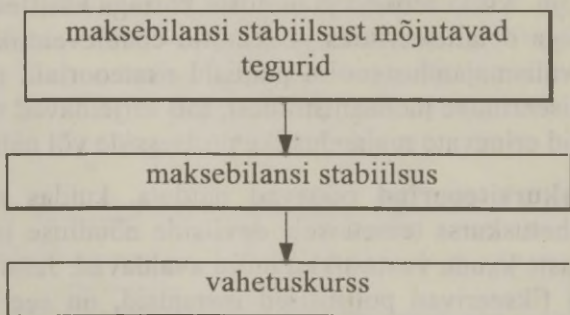 maksebilansi stabiilsust mõjutavad
tegurid
maksebilansi stabiilsus
vahetuskurss